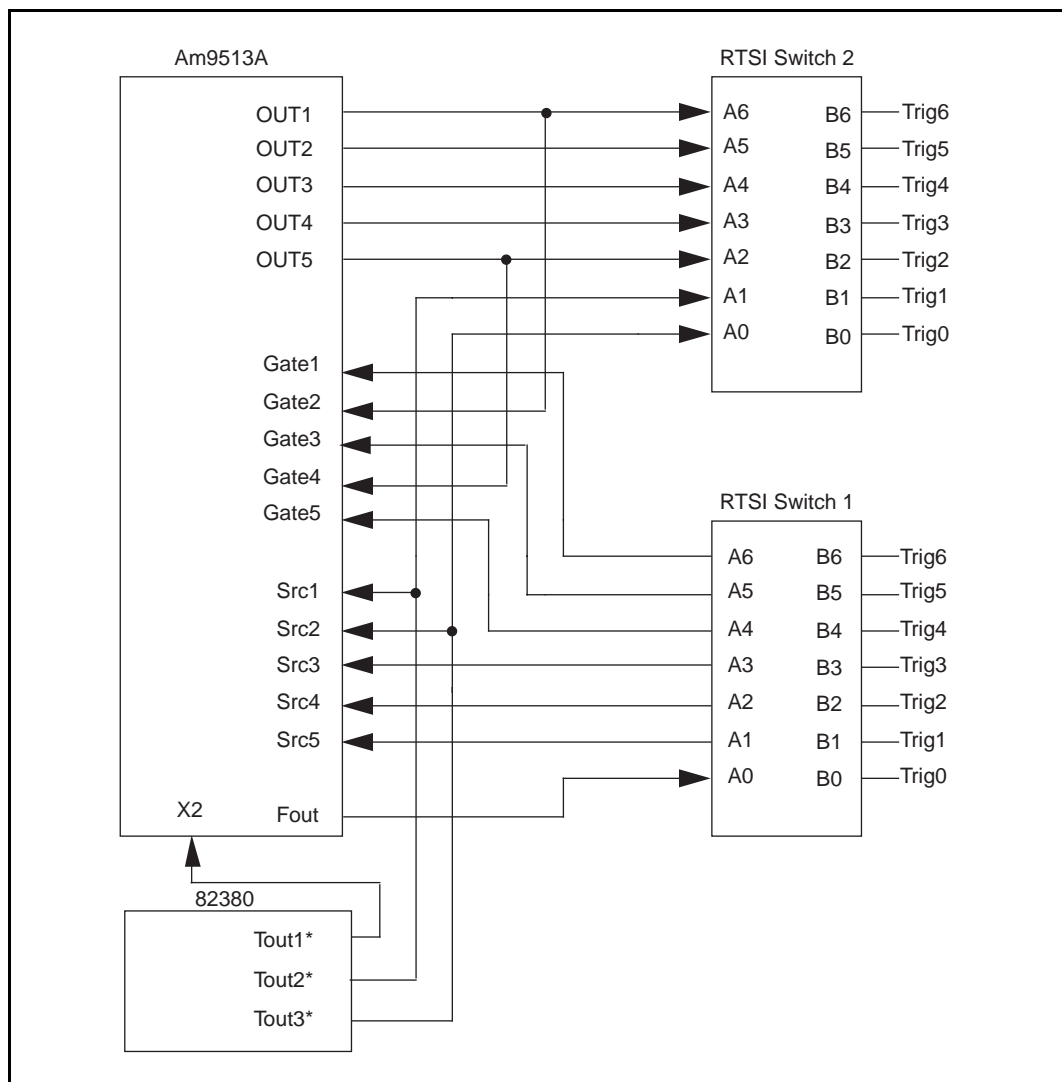 Am9513A
OUT1
OUT2
OUT3
OUT4
OUT5
Gate1
Gate2
Gate3
Gate4
Gate5
Src1
Src2
Src3
Src4
Src5
X2 Fout
RTSI Switch 2
A6 B6 Trig6
A5 B5 Trig5
A4 B4 Trig4
A3 B3 Trig3
A2 B2 Trig2
A1 B1 Trig1
A0 B0 Trig0
RTSI Switch 1
A6 B6 Trig6
A5 B5 Trig5
A4 B4 Trig4
A3 B3 Trig3
A2 B2 Trig2
A1 B1 Trig1
A0 B0 Trig0
82380
Tout1*
Tout2*
Tout3*